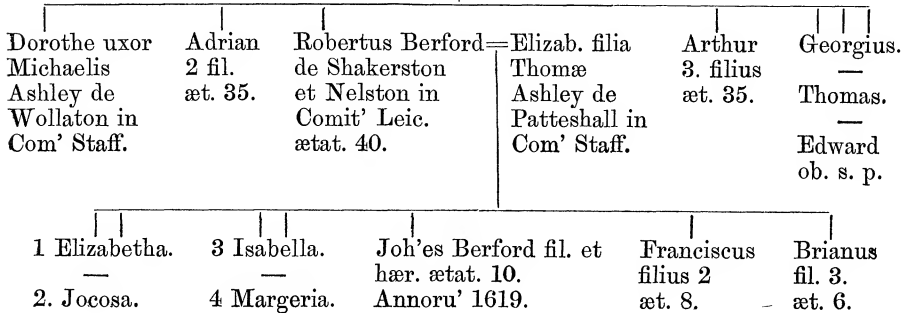 Dorothe uxor
Michaelis
Ashley de
Wollaton in
Com' Staff.
Adrian
2 fil.
æt. 35.
Robertus Berford=Elizab. filia
de Shakerston
et Nelston in
Comit' Leic.
ætat. 40.
Thomæ
Ashley de
Patteshall in
Com' Staff.
Arthur
3. filius
æt. 35.
Georgius.
—
Thomas.
—
Edward
ob. s. p.
1 Elizabetha.
—
2. Jocosa.
3 Isabella.
—
4 Margeria.
Joh'es Berford fil. et
hær. ætat. 10.
Annoru' 1619.
Franciscus
filius 2
æt. 8.
Brianus
fil. 3.
æt. 6.